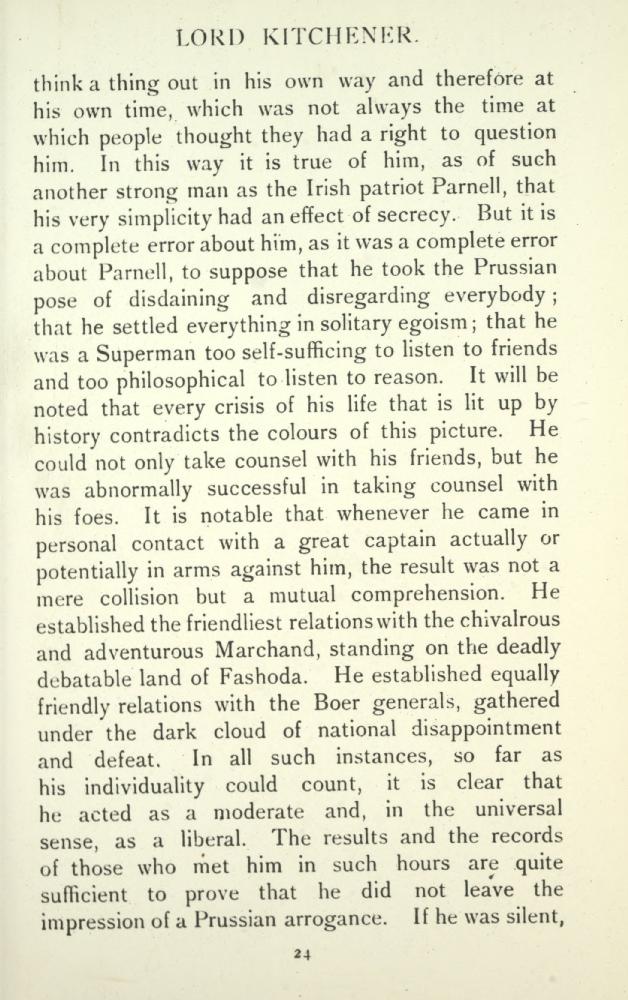 LORD KITCHENER.
think a thing out in his own way and therefore at
his own time, which was not always the time at
which people thought they had a right to question
him. In this way it is true of him, as of such
another strong man as the Irish patriot Parnell, that
his very simplicity had an effect of secrecy. But it is
a complete error about him, as it was a complete error
about Parnell, to suppose that he took the Prussian
pose of disdaining and disregarding everybody ;
that he settled everything in solitary egoism ; that he
was a Superman too self-sufficing to listen to friends
and too philosophical to listen to reason. It will be
noted that every crisis of his life that is lit up by
history contradicts the colours of this picture. He
could not only take counsel with his friends, but he
was abnormally successful in taking counsel with
his foes. It is notable that whenever he came in
personal contact with a great captain actually or
potentially in arms against him, the result was not a
mere collision but a mutual comprehension. He
established the friendliest relations with the chivalrous
and adventurous Marchand, standing on the deadly
debatable land of Fashoda. He established equally
friendly relations with the Boer generals, gathered
under the dark cloud of national disappointment
and defeat. In all such instances, so far as
his individuality could count, it is clear that
he acted as a moderate and, in the universal
sense, as a liberal. The results and the records
of those who met him in such hours are quite
sufficient to prove that he did not leave the
impression of a Prussian arrogance. If he was silent,
24